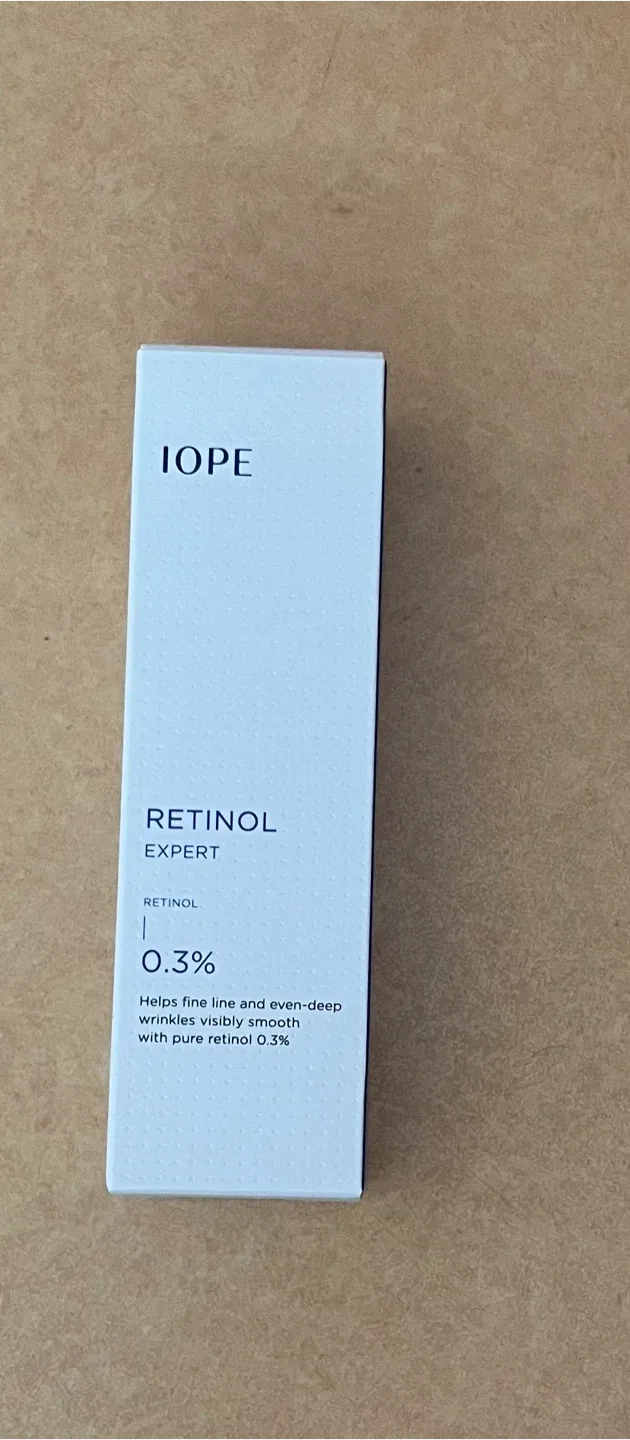 IOPE
RETINOL
EXPERT
RETINOL
0.3%
Helps fine line and even-deep
wrinkles visibly smooth
with pure retinol 0.3%